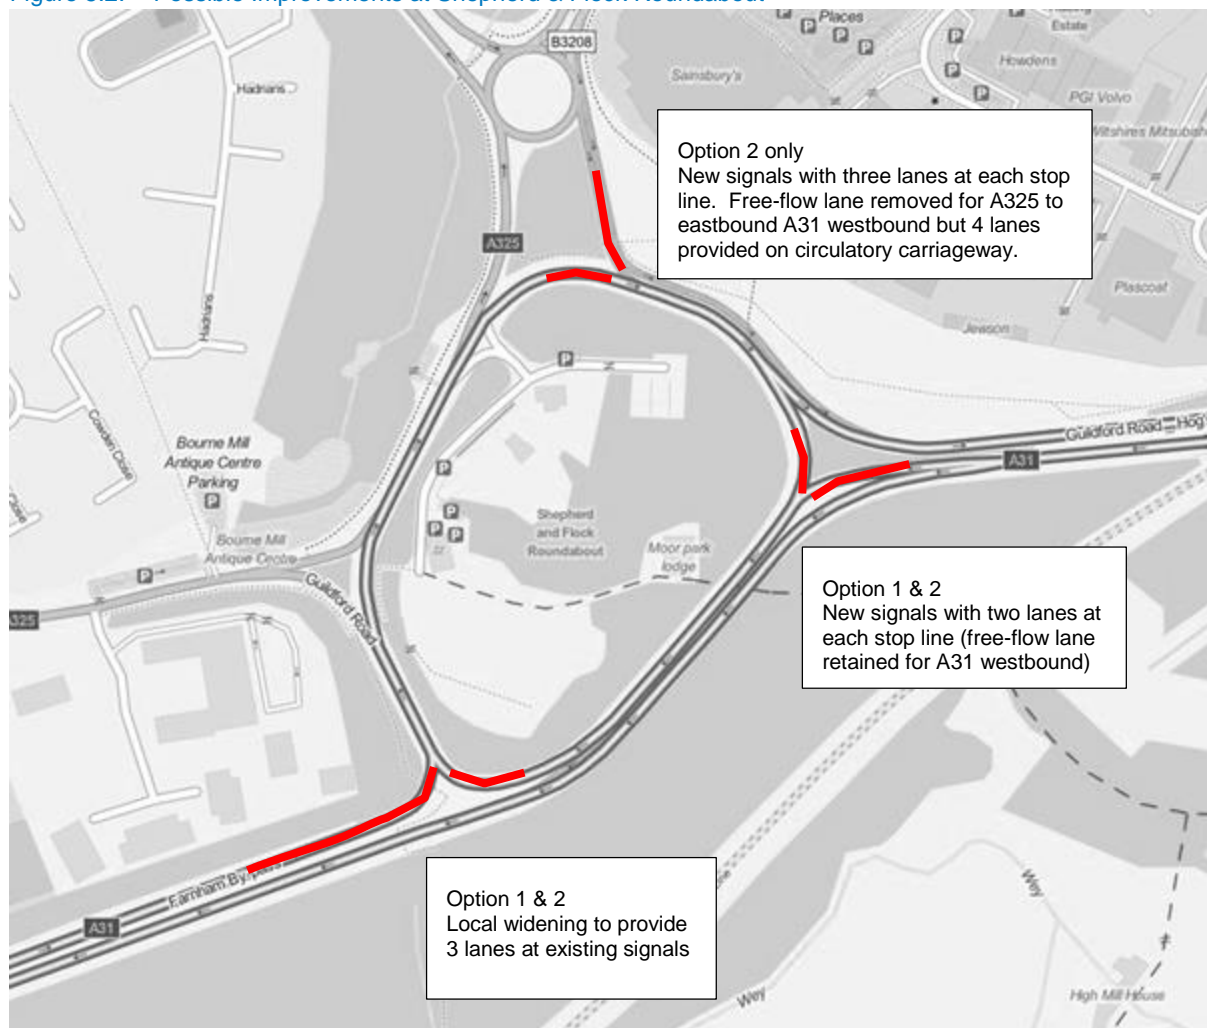 B3208
Places
Estate
Howdens
Sainsbury's
PGI Volvo
Hadrians
Option 2 only
New signals with three lanes at each stop
line.  Free-flow lane removed for A325 to
eastbound A31 westbound but 4 lanes
provided on circulatory carriageway.
A325
Hadrians
Plascoat
Jewson
Cowden Close
Guildford Road
A31
Bourne Mill
Antique Centre
Parking
P
Close
Shepherd
and Flock
Roundabout
Moor park
lodge
Bourne Mill
Antique Centre
Guildford Road
Option 1 & 2
New signals with two lanes at
each stop line (free-flow lane
retained for A31 westbound)
Option 1 & 2
Local widening to provide
3 lanes at existing signals
A31
Wey
Wey
High Mill House